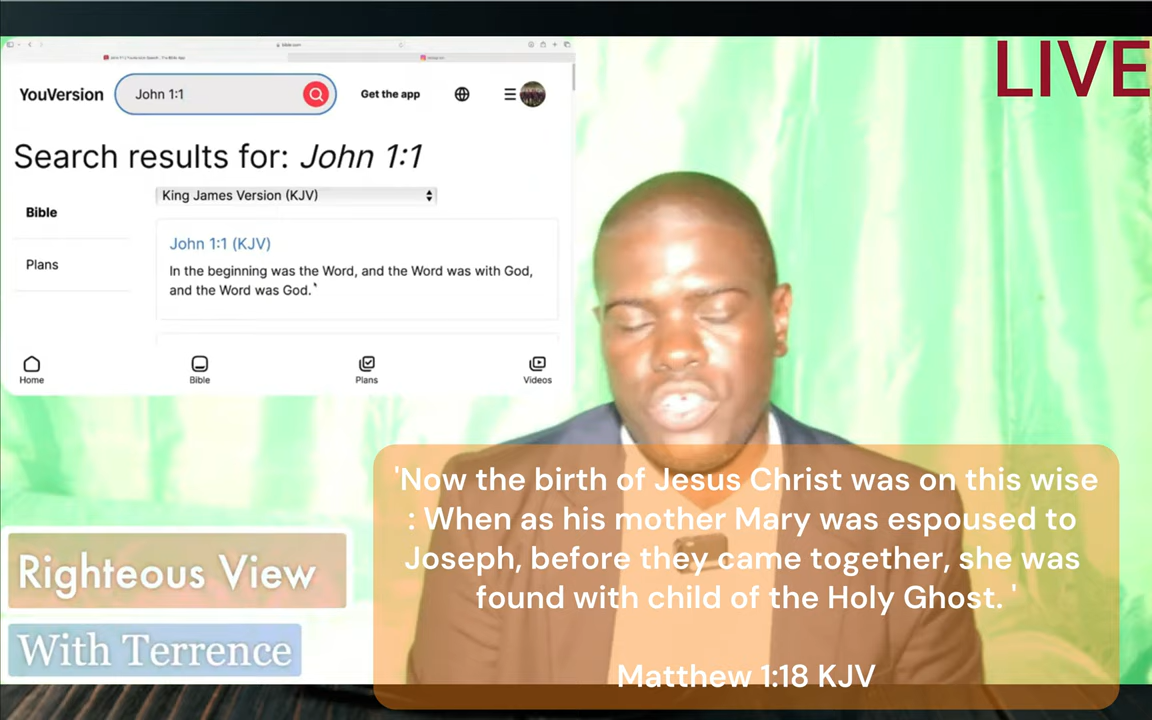 LIVE
bible.com
YouVersion
John 1:1
Get the app
Search results for: John 1:1
King James Version (KJV)
Bible
John 1:1 (KJV)
Plans
In the beginning was the Word, and the Word was with God,
and the Word was God.
Home
Bible
Plans
Videos
'Now the birth of Jesus Christ was on this wise
: When as his mother Mary was espoused to
Joseph, before they came together, she was
found with child of the Holy Ghost. '
Matthew 1:18 KJV
Righteous View
With Terrence